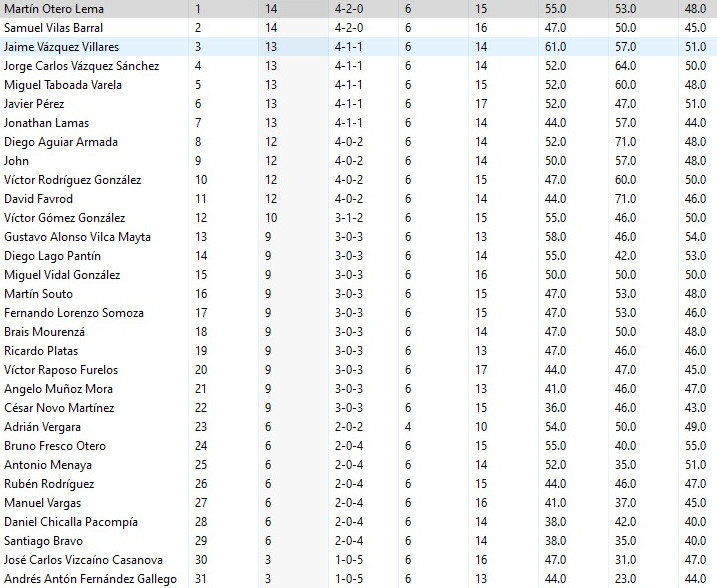 Martín Otero Lema 1 14 4-2-0 6 15 55.0 53.0 48.0
Samuel Vilas Barral 2 14 4-2-0 6 14 47.0 50.0 45.0
Jaime Vázquez Villares 3 13 4-1-1 6 14 61.0 57.0 51.0
Jorge Carlos Vázquez Sánchez 4 13 4-1-1 6 14 52.0 64.0 50.0
Miguel Taboada Varela 5 13 4-1-1 6 15 52.0 60.0 48.0
Javier Pérez 6 13 4-1-1 6 17 52.0 47.0 51.0
Jonathan Lamas 7 13 4-1-1 6 14 44.0 57.0 44.0
Diego Aguiar Armada 8 12 4-0-2 6 14 52.0 71.0 48.0
John 9 12 4-0-2 6 14 50.0 57.0 48.0
Víctor Rodríguez González 10 12 4-0-2 6 15 47.0 60.0 50.0
David Favrod 11 12 4-0-2 6 14 44.0 71.0 46.0
Víctor Gómez González 12 10 3-1-2 6 15 55.0 46.0 50.0
Gustavo Alonso Vilca Mayta 13 9 3-0-3 6 13 58.0 46.0 54.0
Diego Lago Pantín 14 9 3-0-3 6 14 55.0 42.0 53.0
Miguel Vidal González 15 9 3-0-3 6 16 50.0 50.0 50.0
Martín Souto 16 9 3-0-3 6 15 47.0 53.0 48.0
Fernando Lorenzo Somoza 17 9 3-0-3 6 15 47.0 53.0 46.0
Brais Mourenzá 18 9 3-0-3 6 14 47.0 50.0 48.0
Ricardo Platas 19 9 3-0-3 6 13 47.0 46.0 46.0
Víctor Raposo Furelos 20 9 3-0-3 6 17 44.0 47.0 45.0
Angelo Muñoz Mora 21 9 3-0-3 6 13 41.0 46.0 47.0
César Novo Martínez 22 9 3-0-3 6 15 36.0 46.0 43.0
Adrián Vergara 23 6 2-0-2 4 10 54.0 50.0 49.0
Bruno Fresco Otero 24 6 2-0-4 6 15 55.0 40.0 55.0
Antonio Menaya 25 6 2-0-4 6 14 52.0 35.0 51.0
Rubén Rodríguez 26 6 2-0-4 6 15 44.0 46.0 47.0
Manuel Vargas 27 6 2-0-4 6 16 41.0 37.0 45.0
Daniel Chicalla Pacompía 28 6 2-0-4 6 14 38.0 42.0 40.0
Santiago Bravo 29 6 2-0-4 6 14 38.0 35.0 40.0
José Carlos Vizcaíno Casanova 30 3 1-0-5 6 16 47.0 31.0 47.0
Andrés Antón Fernández Gallego 31 3 1-0-5 6 13 44.0 23.0 44.0